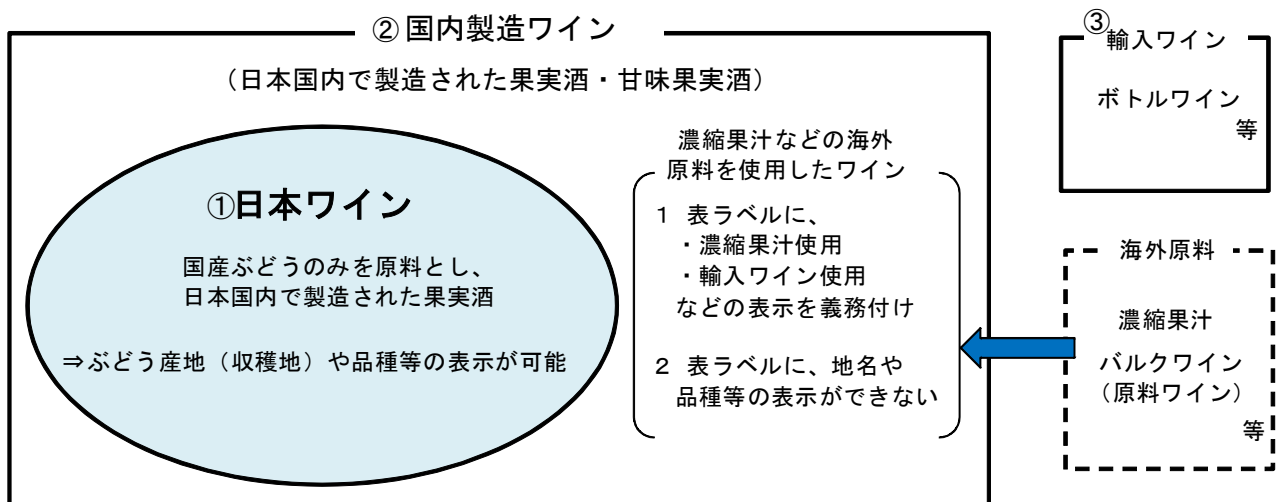 ②国内製造ワイン
（日本国内で製造された果実酒・甘味果実酒）
①日本ワイン
国産ぶどうのみを原料とし、
日本国内で製造された果実酒
⇒ぶどう産地（収穫地）や品種等の表示が可能
濃縮果汁などの海外
原料を使用したワイン
1 表ラベルに、
・濃縮果汁使用
・輸入ワイン使用
などの表示を義務付け
2 表ラベルに、地名や
品種等の表示ができない
③
輸入ワイン
ボトルワイン
等
海外原料
濃縮果汁
バルクワイン
（原料ワイン）
等